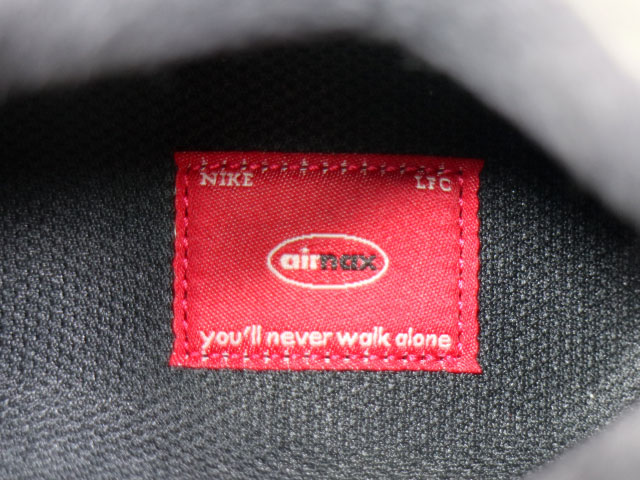 NIKE LFC
airmax
you'll never walk alone